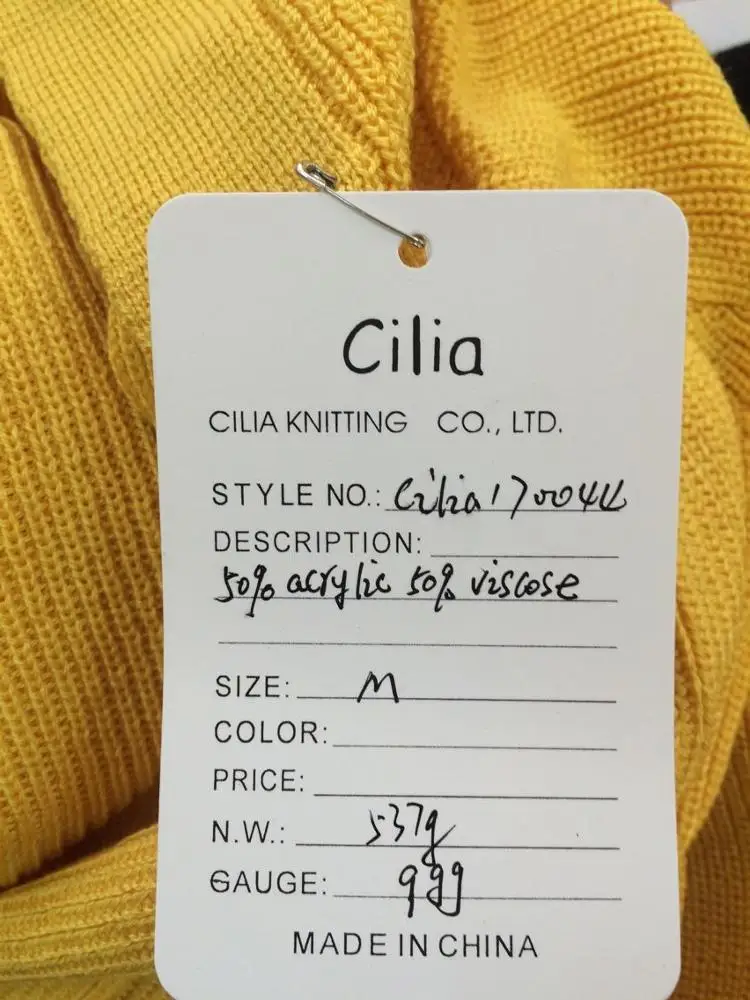 Cilia
CILIA KNITTING CO., LTD.
STYLE NO.: Cilia170044
DESCRIPTION:
50% acrylic 50% viscose
SIZE: M
COLOR:
PRICE:
N.W.: 537g
GAUGE: 9gg
MADE IN CHINA